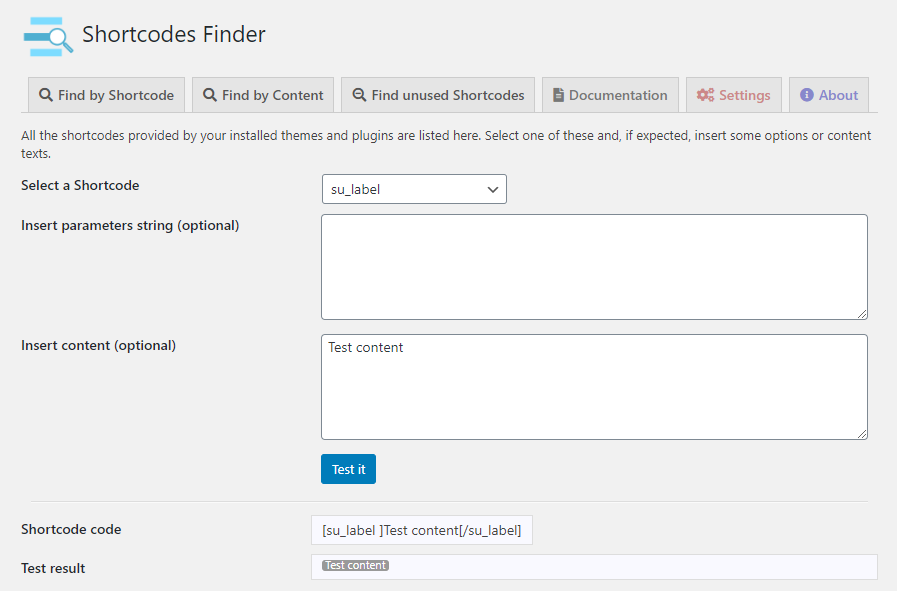 Shortcodes Finder
Find by Shortcode
Find by Content
Find unused Shortcodes
Documentation
Settings
About
All the shortcodes provided by your installed themes and plugins are listed here. Select one of these and, if expected, insert some options or content
texts.
Select a Shortcode
su_label
Insert parameters string (optional)
Insert content (optional)
Test content
Test it
Shortcode code
[su_label ]Test content[/su_label]
Test result
Test content